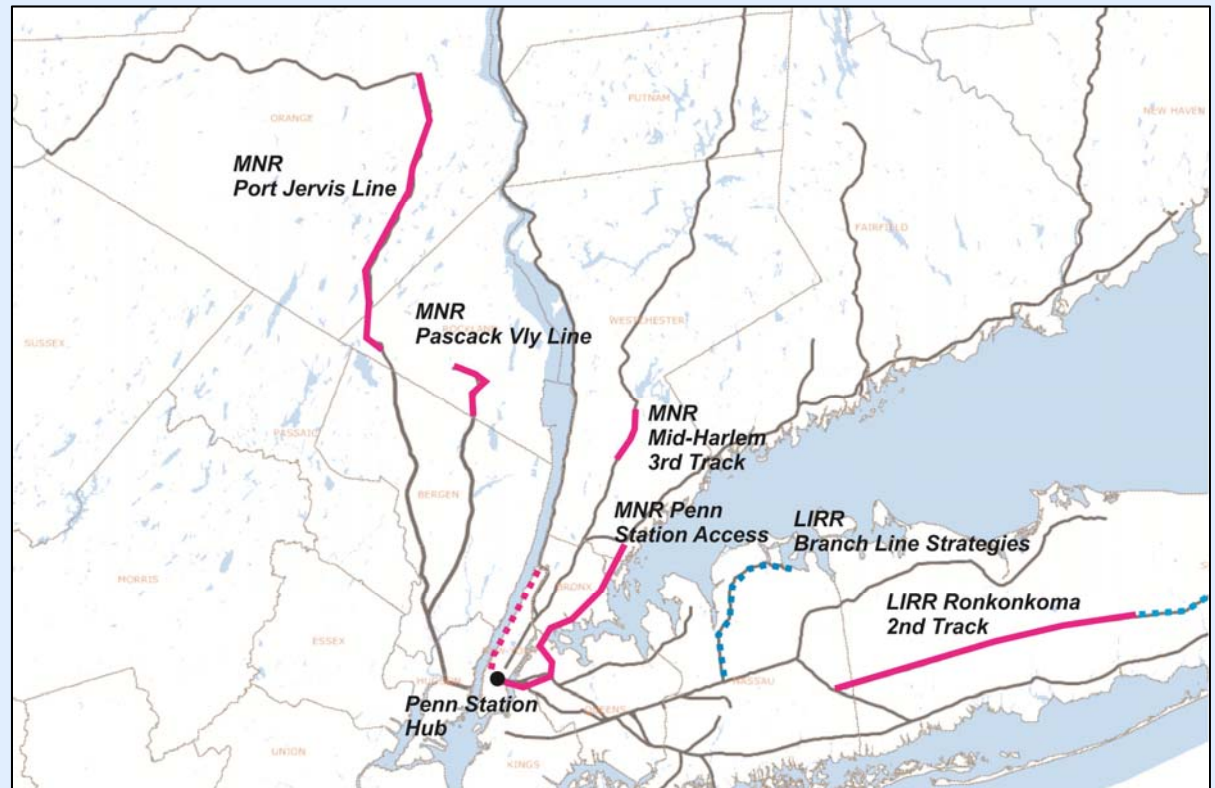 PUTNAM
NEW HAVEN
ORANGE
MNR
Port Jervis Line
FAIRFIELD
MNR
Pascack Vly Line
ROCKLAND
WESTCHESTER
SUSSEX
MNR
Mid-Harlem
3rd Track
PASSAIC
BERGEN
MNR Penn
Station Access
LIRR
Branch Line Strategies
MORRIS
BRONX
ESSEX
LIRR Ronkonkoma
2nd Track
HUDSON
NASSAU
Penn Station
Hub
QUEENS
UNION
KINGS